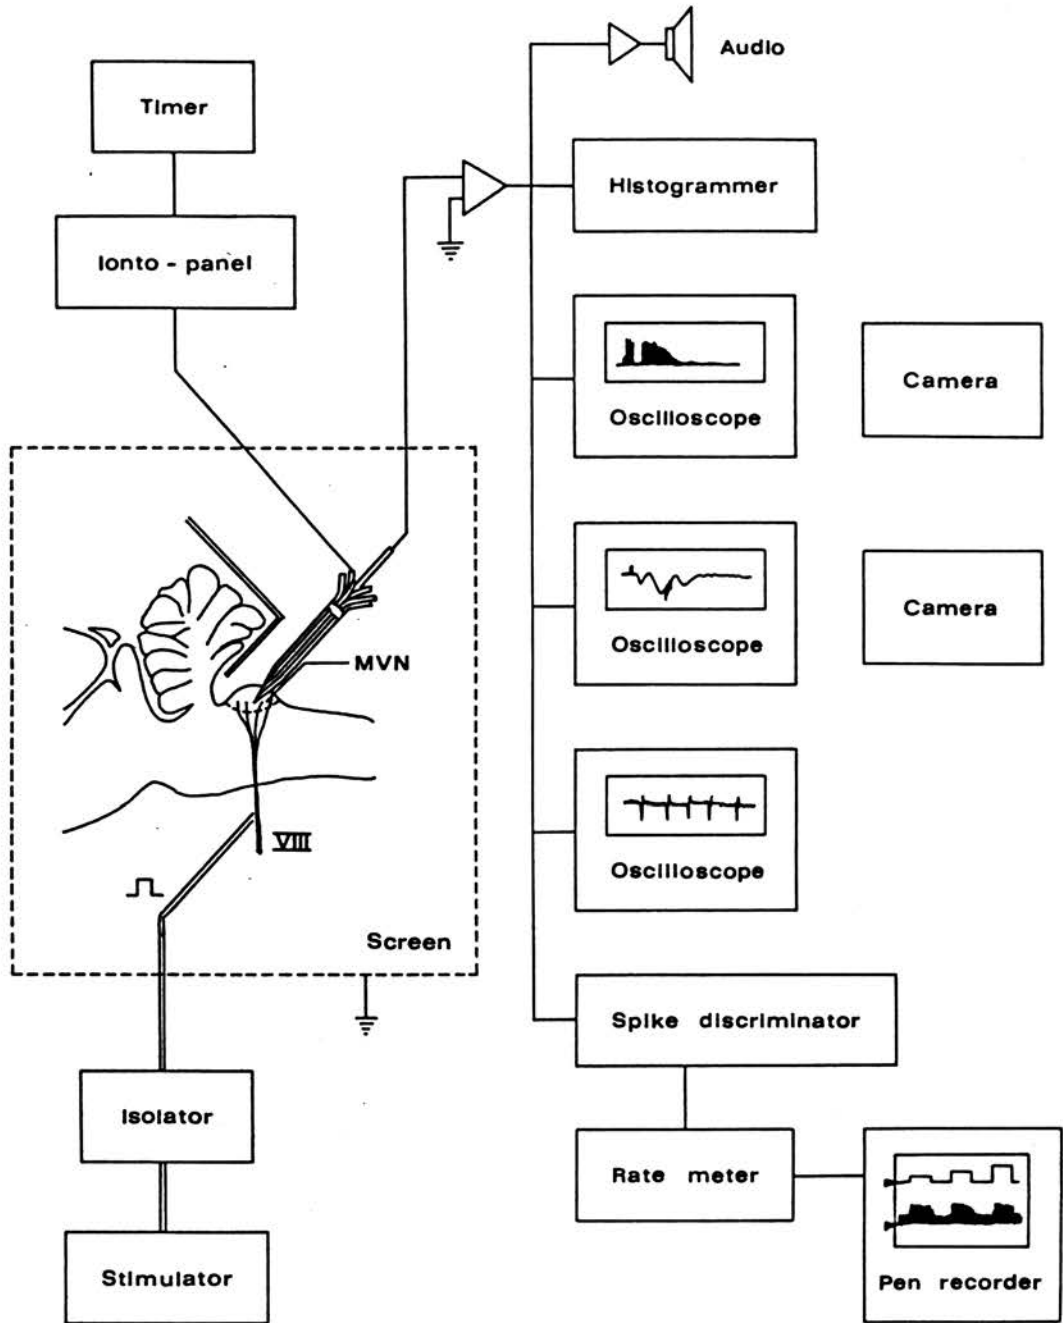 Audio
Timer
Histogrammer
Ionto - panel
Camera
Oscilloscope
MVN
Camera
Oscilloscope
VIII
Oscilloscope
Screen
Spike discriminator
Isolator
Rate meter
Stimulator
Pen recorder